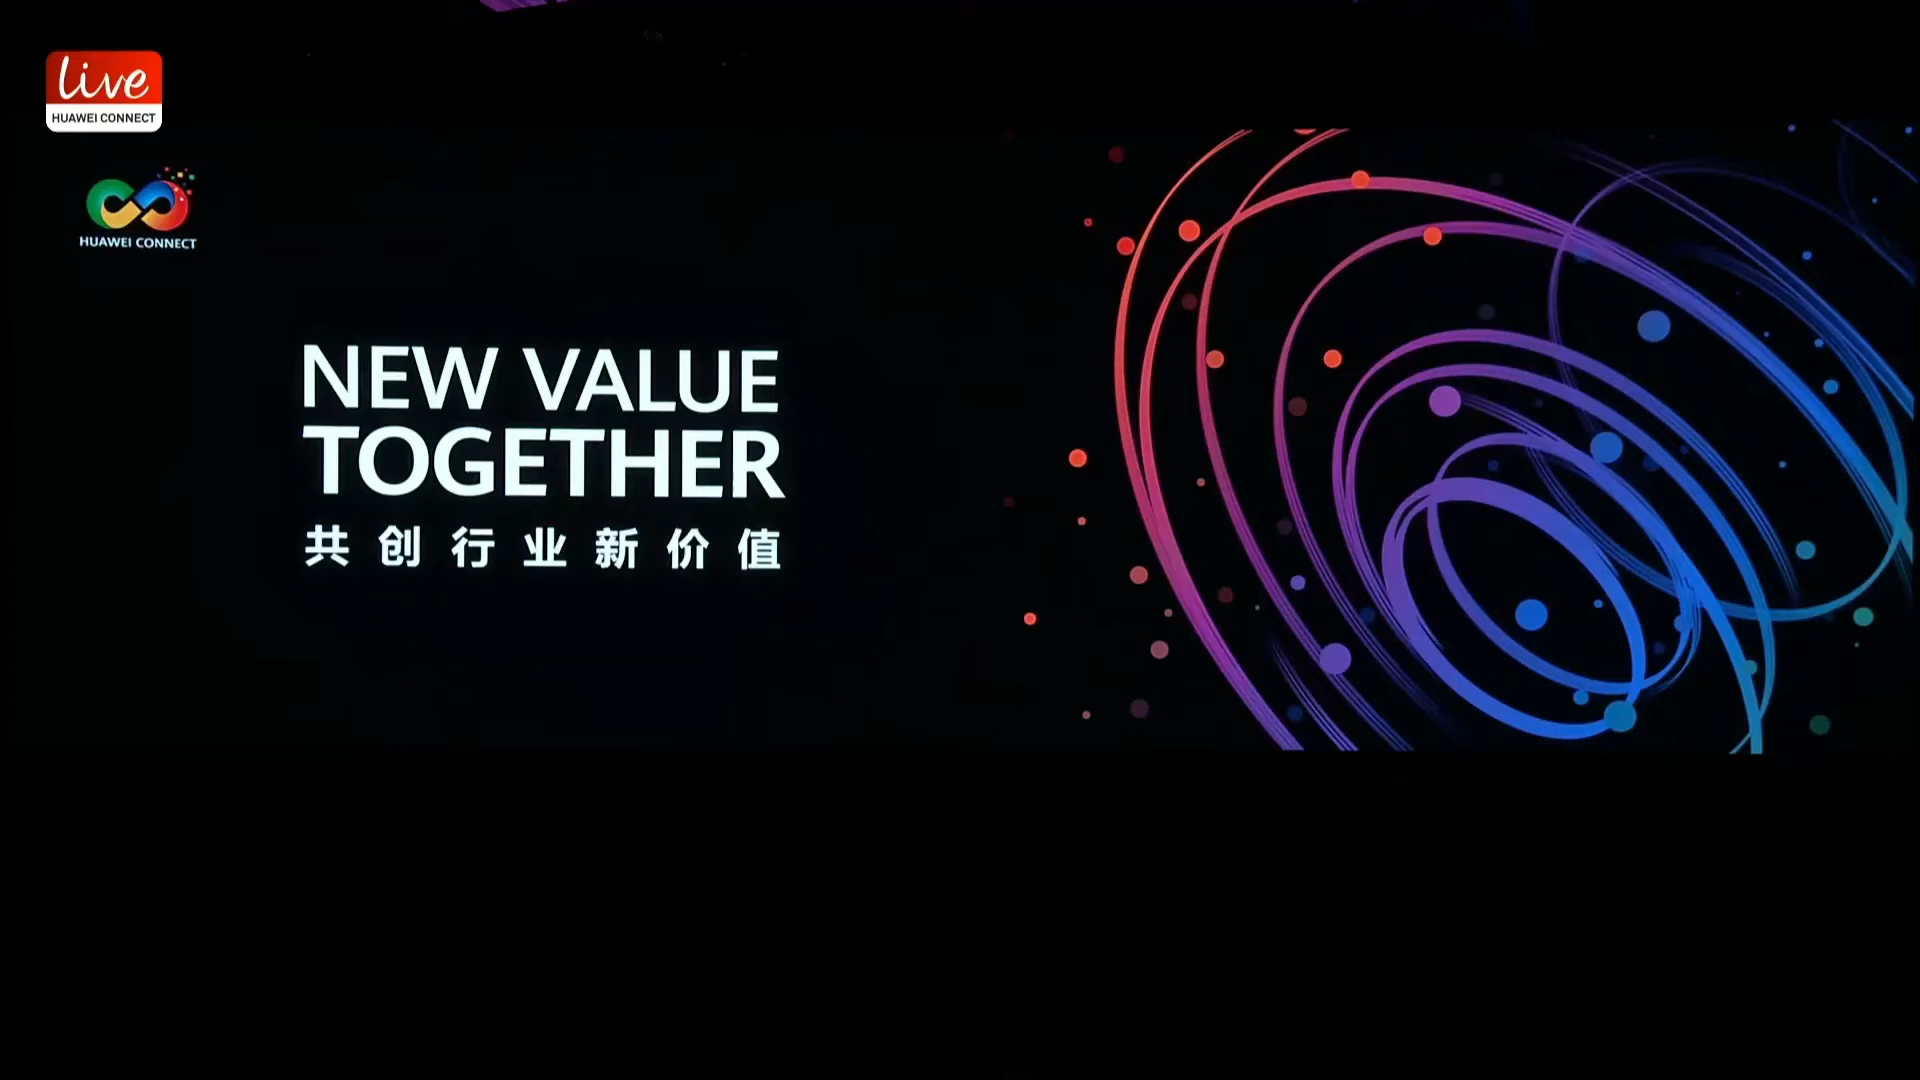 live
HUAWEI CONNECT
HUAWEI CONNECT
NEW VALUE
TOGETHER
共创行业新价值